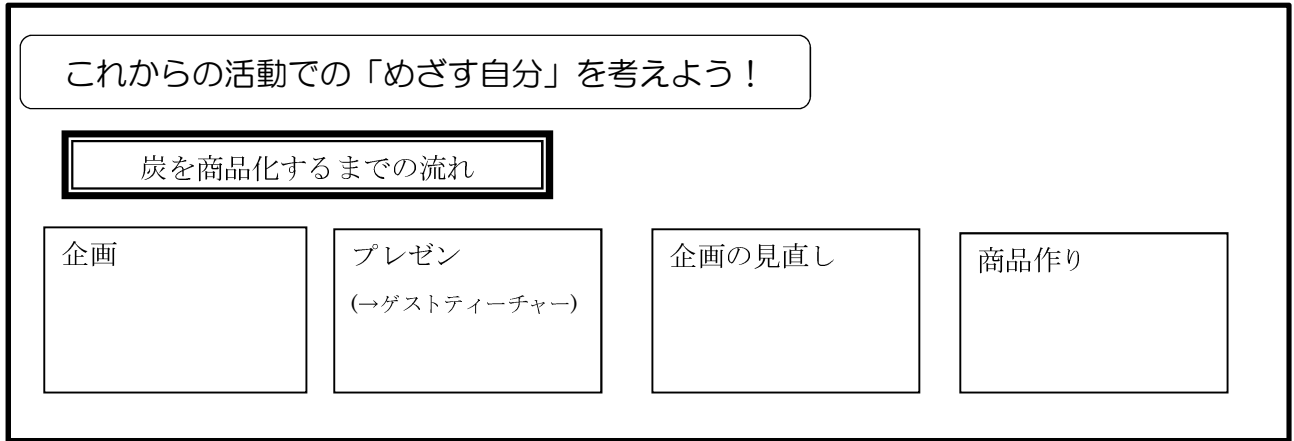 これからの活動での「めざす自分」を考えよう！
炭を商品化するまでの流れ
企画
プレゼン
(→ゲストティーチャー)
企画の見直し
商品作り